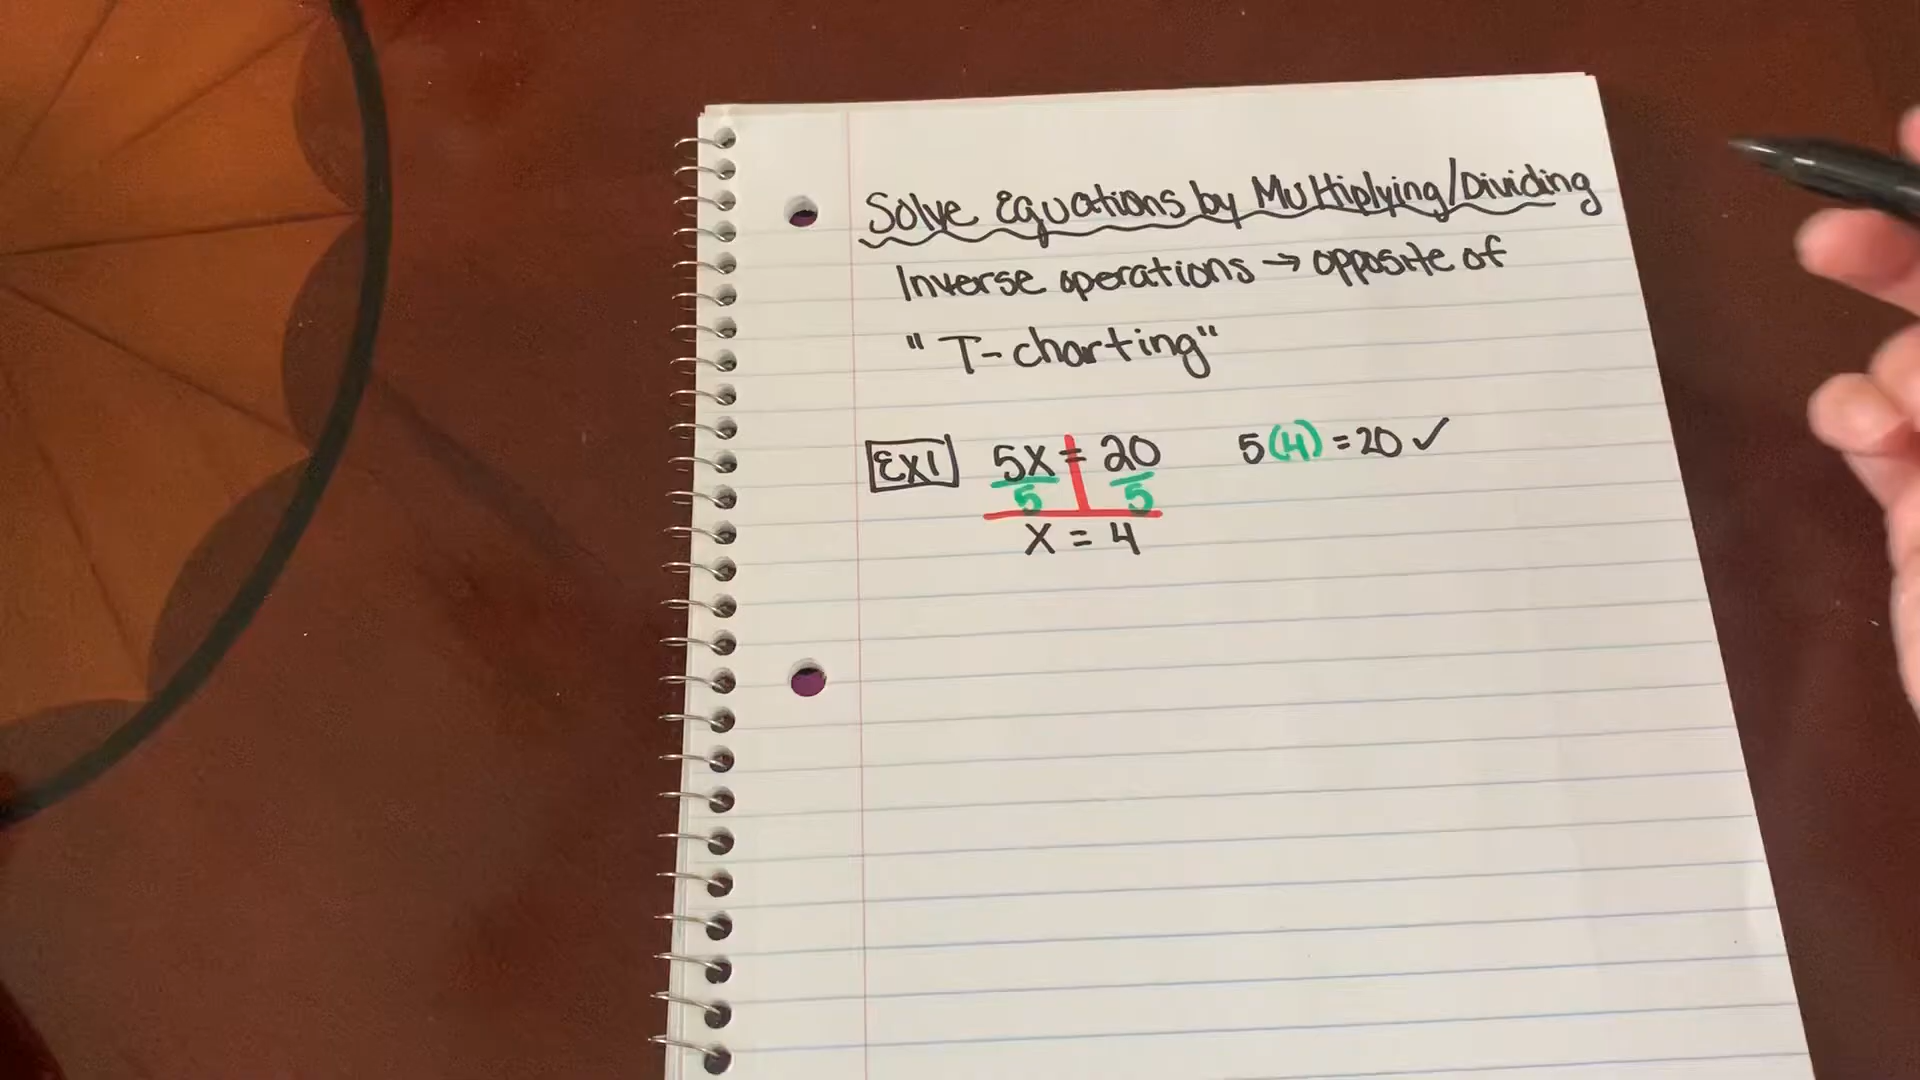 Solve Equations by Multiplying/Dividing
Inverse operations → opposite of
"T-charting"
Ex1 5x = 20 5(4) = 20 ✓
5 5
x = 4